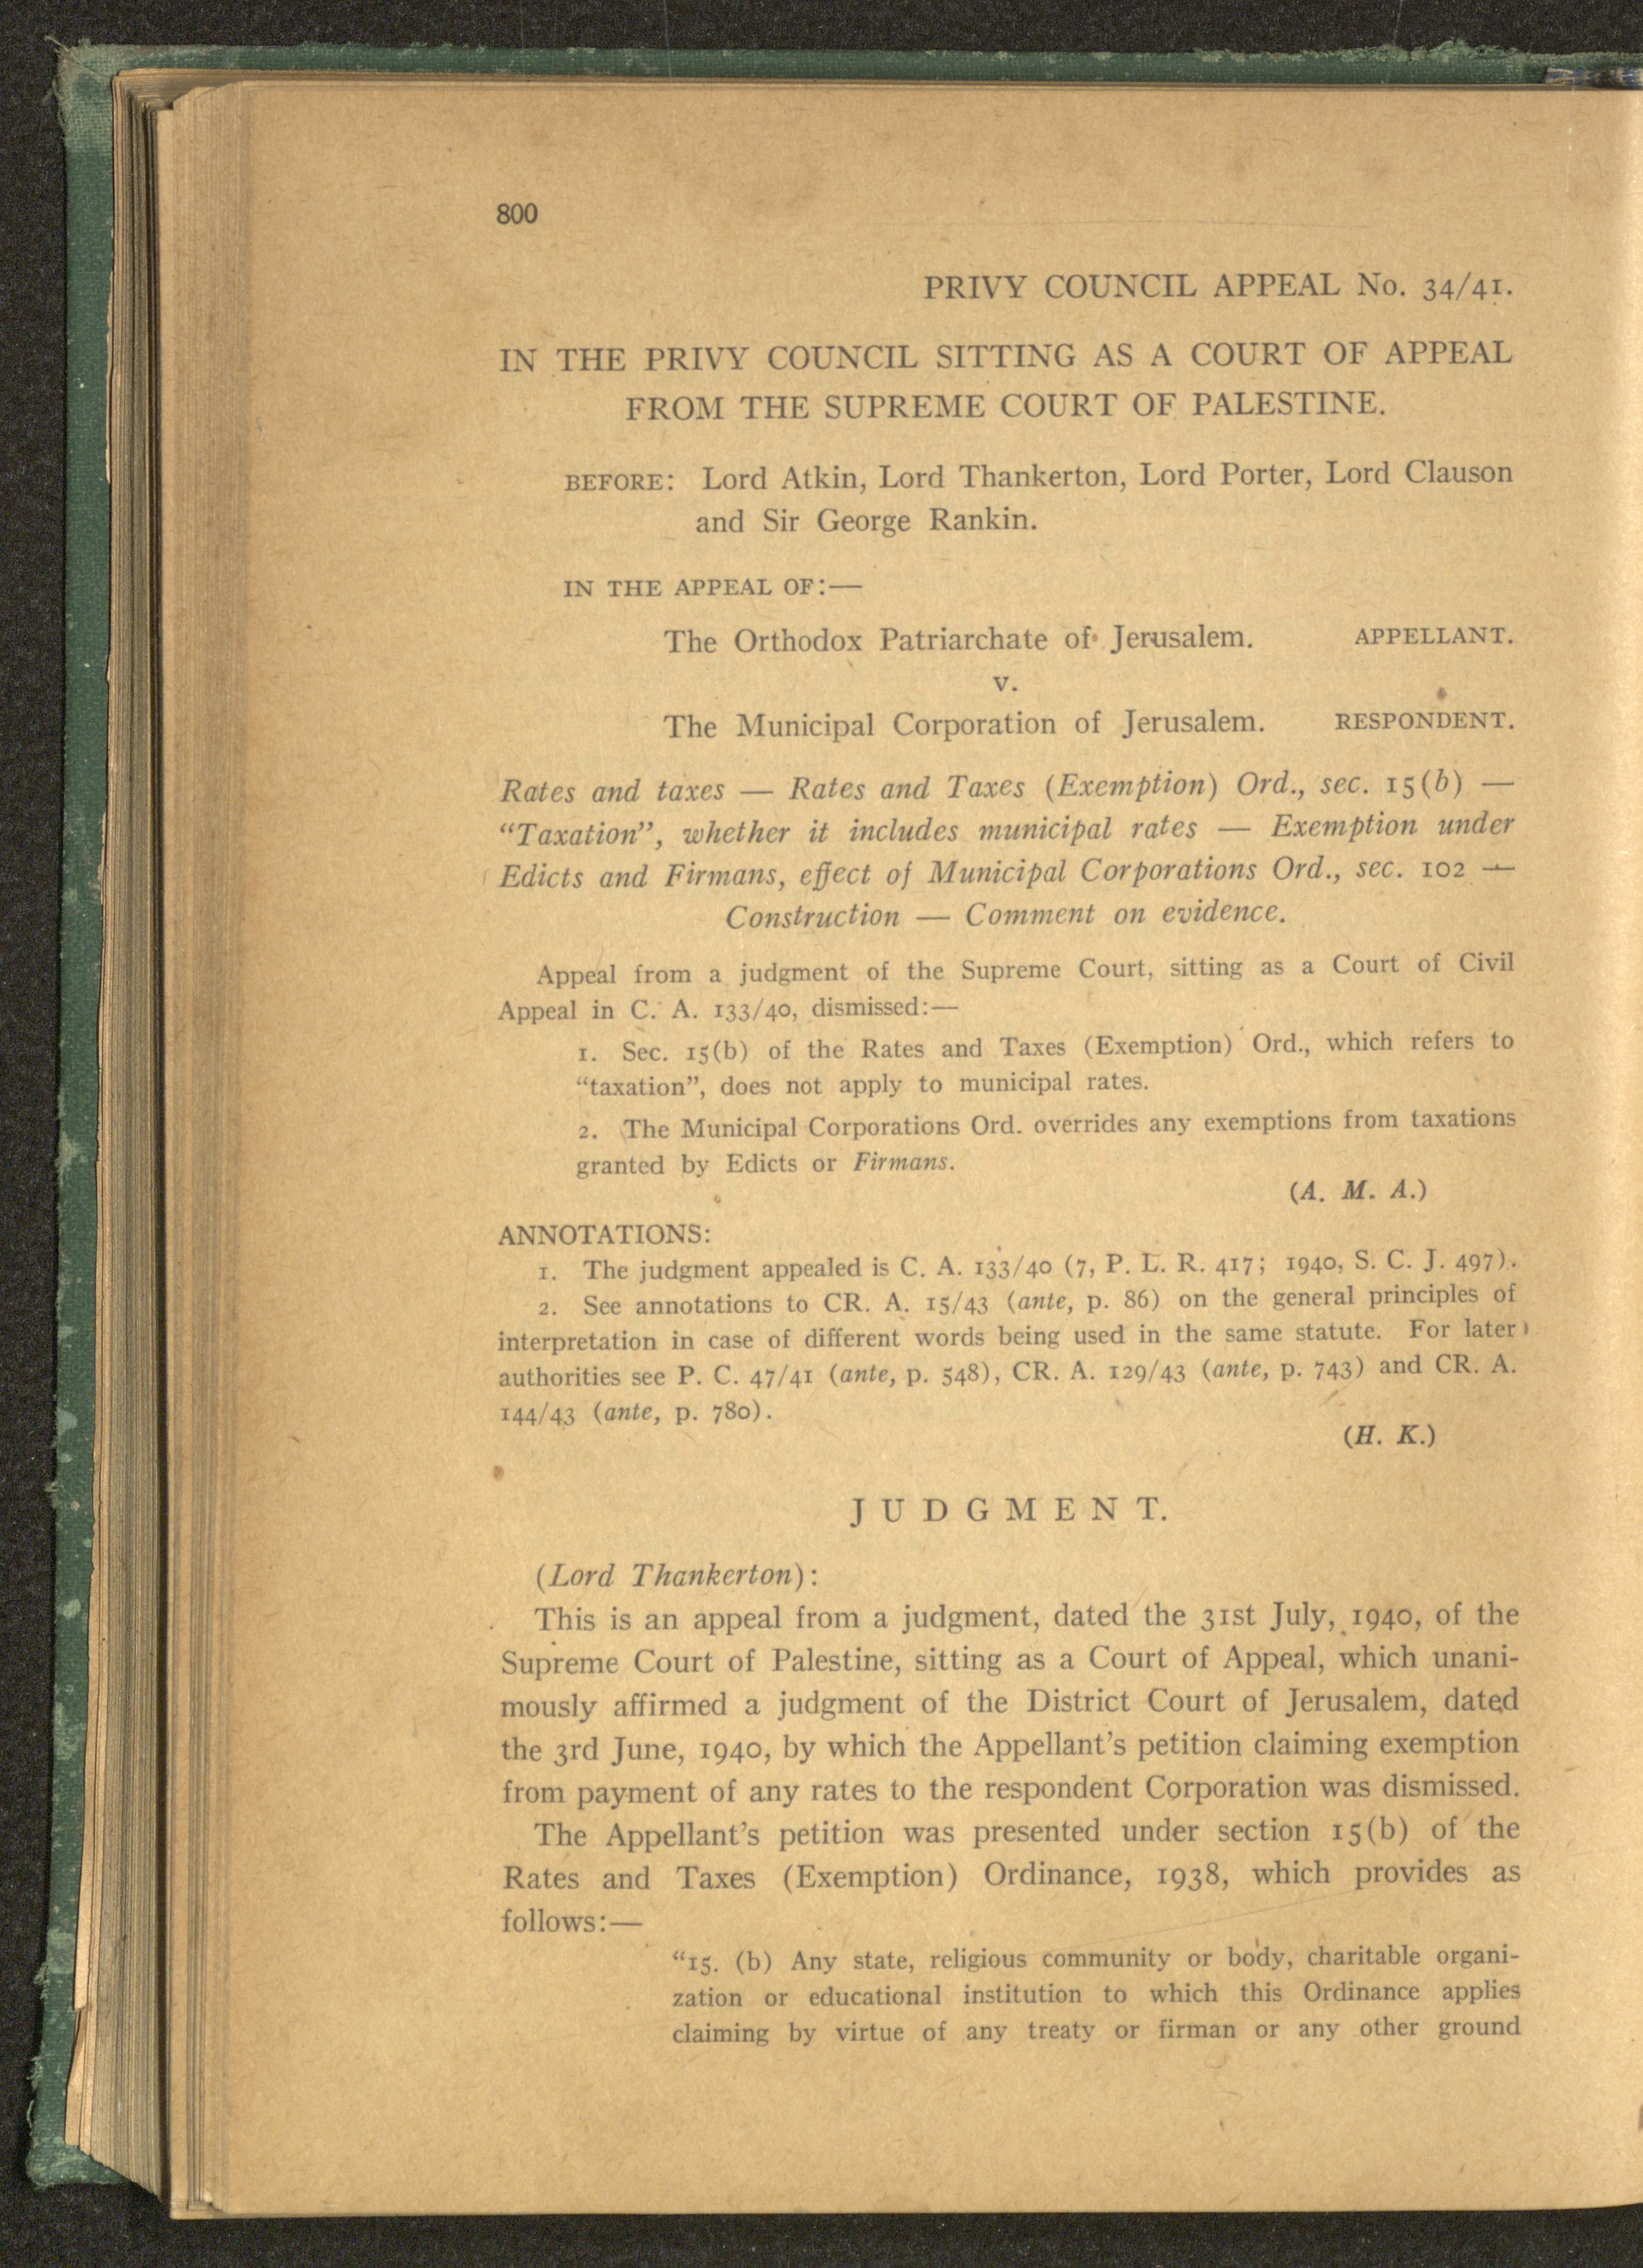 800
PRIVY COUNCIL APPEAL No. 34/41.
IN THE PRIVY COUNCIL SITTING AS A COURT OF APPEAL
FROM THE SUPREME COURT OF PALESTINE.
BEFORE: Lord Atkin, Lord Thankerton, Lord Porter, Lord Clauson
and Sir George Rankin.
IN THE APPEAL OF:—
The Orthodox Patriarchate of Jerusalem. APPELLANT.
v.
The Municipal Corporation of Jerusalem. RESPONDENT.
Rates and taxes — Rates and Taxes (Exemption) Ord., sec. 15(b) —
“Taxation”, whether it includes municipal rates — Exemption under
Edicts and Firmans, effect of Municipal Corporations Ord., sec. 102 —
Construction — Comment on evidence.
Appeal from a judgment of the Supreme Court, sitting as a Court of Civil
Appeal in C. A. 133/40, dismissed:—
1. Sec. 15(b) of the Rates and Taxes (Exemption) Ord., which refers to
“taxation”, does not apply to municipal rates.
2. The Municipal Corporations Ord. overrides any exemptions from taxations
granted by Edicts or Firmans.
(A. M. A.)
ANNOTATIONS:
1. The judgment appealed is C. A. 133/40 (7, P. L. R. 417; 1940, S. C. J. 497).
2. See annotations to CR. A. 15/43 (ante, p. 86) on the general principles of
interpretation in case of different words being used in the same statute. For later
authorities see P. C. 47/41 (ante, p. 548), CR. A. 129/43 (ante, p. 743) and CR. A.
144/43 (ante, p. 780).
(H. K.)
JUDGMENT.
(Lord Thankerton):
This is an appeal from a judgment, dated the 31st July, 1940, of the
Supreme Court of Palestine, sitting as a Court of Appeal, which unani-
mously affirmed a judgment of the District Court of Jerusalem, dated
the 3rd June, 1940, by which the Appellant’s petition claiming exemption
from payment of any rates to the respondent Corporation was dismissed.
The Appellant’s petition was presented under section 15(b) of the
Rates and Taxes (Exemption) Ordinance, 1938, which provides as
follows:—
“15. (b) Any state, religious community or body, charitable organi-
zation or educational institution to which this Ordinance applies
claiming by virtue of any treaty or firman or any other ground